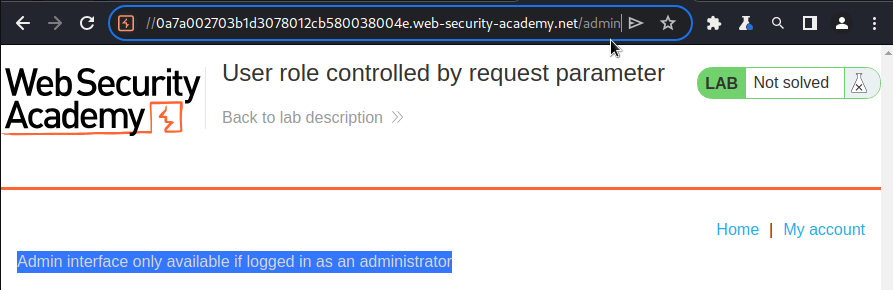 //0a7a002703b1d3078012cb580038004e.web-security-academy.net/admin
Web Security
Academy
User role controlled by request parameter
Back to lab description
LAB Not solved
Home | My account
Admin interface only available if logged in as an administrator